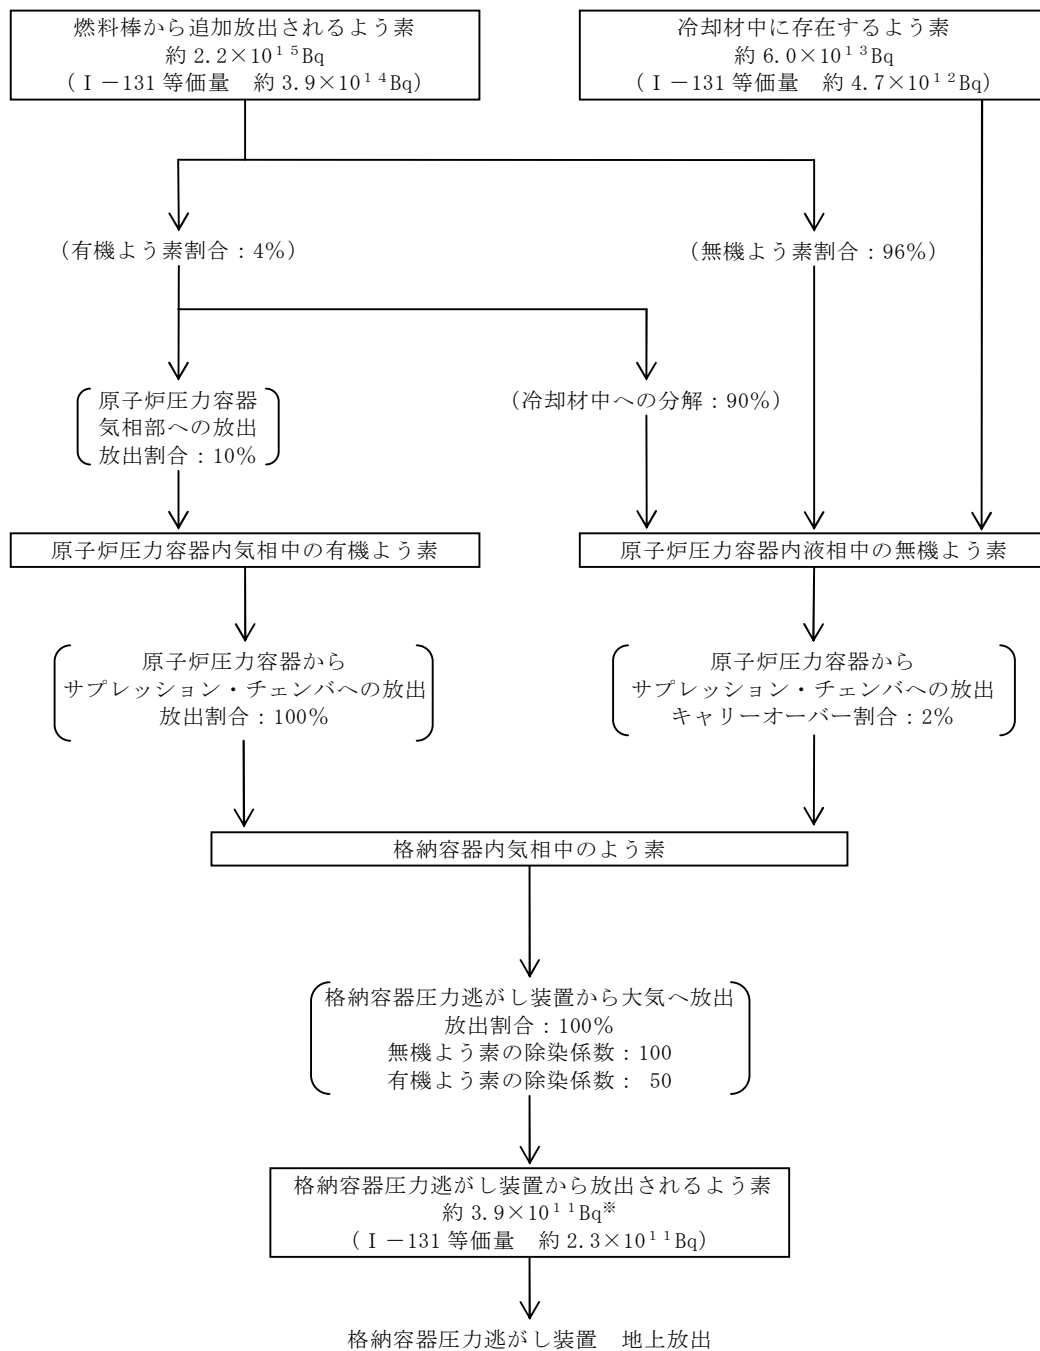 燃料棒から追加放出されるよう素
約 2.2×10¹⁵Bq
（Ｉ－131 等価量　約 3.9×10¹⁴Bq）
冷却材中に存在するよう素
約 6.0×10¹³Bq
（Ｉ－131 等価量　約 4.7×10¹²Bq）
（有機よう素割合：4%）
（無機よう素割合：96%）
原子炉圧力容器
気相部への放出
放出割合：10%
（冷却材中への分解：90%）
原子炉圧力容器内気相中の有機よう素
原子炉圧力容器内液相中の無機よう素
原子炉圧力容器から
サプレッション・チェンバへの放出
放出割合：100%
原子炉圧力容器から
サプレッション・チェンバへの放出
キャリーオーバー割合：2%
格納容器内気相中のよう素
格納容器圧力逃がし装置から大気へ放出
放出割合：100%
無機よう素の除染係数：100
有機よう素の除染係数： 50
格納容器圧力逃がし装置から放出されるよう素
約 3.9×10¹¹Bq※
（Ｉ－131 等価量　約 2.3×10¹¹Bq）
格納容器圧力逃がし装置　地上放出